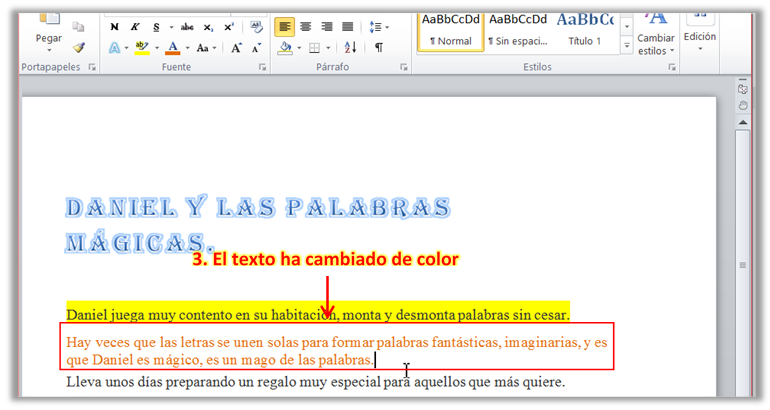 AaBbCcDd AaBbCcDd AaBbCc
Pegar N K S abc X₂ X² A
A ab A Aa A A A Z ¶
¶ Normal ¶ Sin espaci... Título 1 Cambiar estilos Edición
Portapapeles Fuente Párrafo Estilos
DANIEL Y LAS PALABRAS
MÁGICAS.
3. El texto ha cambiado de color
Daniel juega muy contento en su habitación, monta y desmonta palabras sin cesar.
Hay veces que las letras se unen solas para formar palabras fantásticas, imaginarias, y es
que Daniel es mágico, es un mago de las palabras.
Lleva unos días preparando un regalo muy especial para aquellos que más quiere.